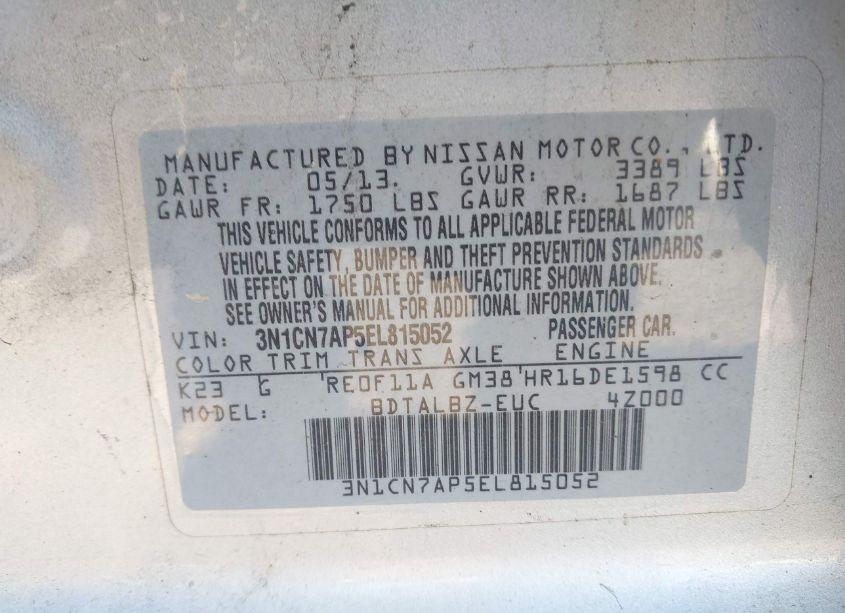 MANUFACTURED BY NISSAN MOTOR CO., LTD.
DATE: 05/13. GVWR: 3389 LBS
GAWR FR: 1750 LBS GAWR RR: 1687 LBS
THIS VEHICLE CONFORMS TO ALL APPLICABLE FEDERAL MOTOR
VEHICLE SAFETY, BUMPER AND THEFT PREVENTION STANDARDS
IN EFFECT ON THE DATE OF MANUFACTURE SHOWN ABOVE.
SEE OWNER'S MANUAL FOR ADDITIONAL INFORMATION.
VIN: 3N1CN7AP5EL815052 PASSENGER CAR.
COLOR TRIM TRANS AXLE ENGINE
K23 G 'RE0F11A GM38'HR16DE1598 CC
MODEL: BDTALBZ-EUC 4Z000
3N1CN7AP5EL815052